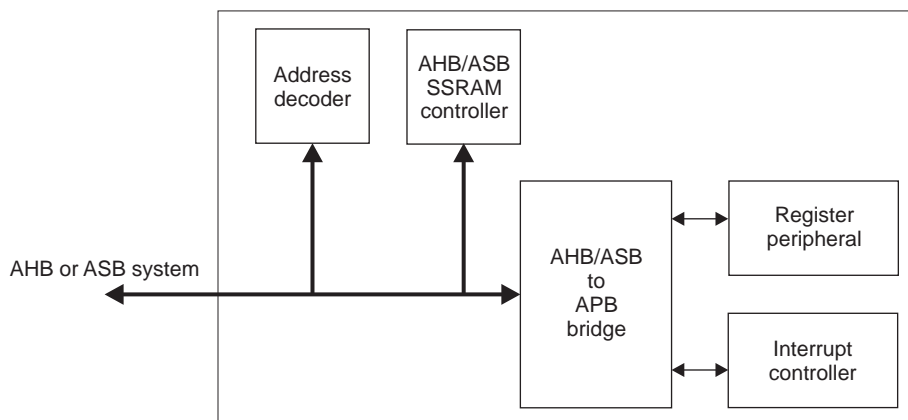 Address
decoder
AHB/ASB
SSRAM
controller
AHB or ASB system
AHB/ASB
to
APB
bridge
Register
peripheral
Interrupt
controller